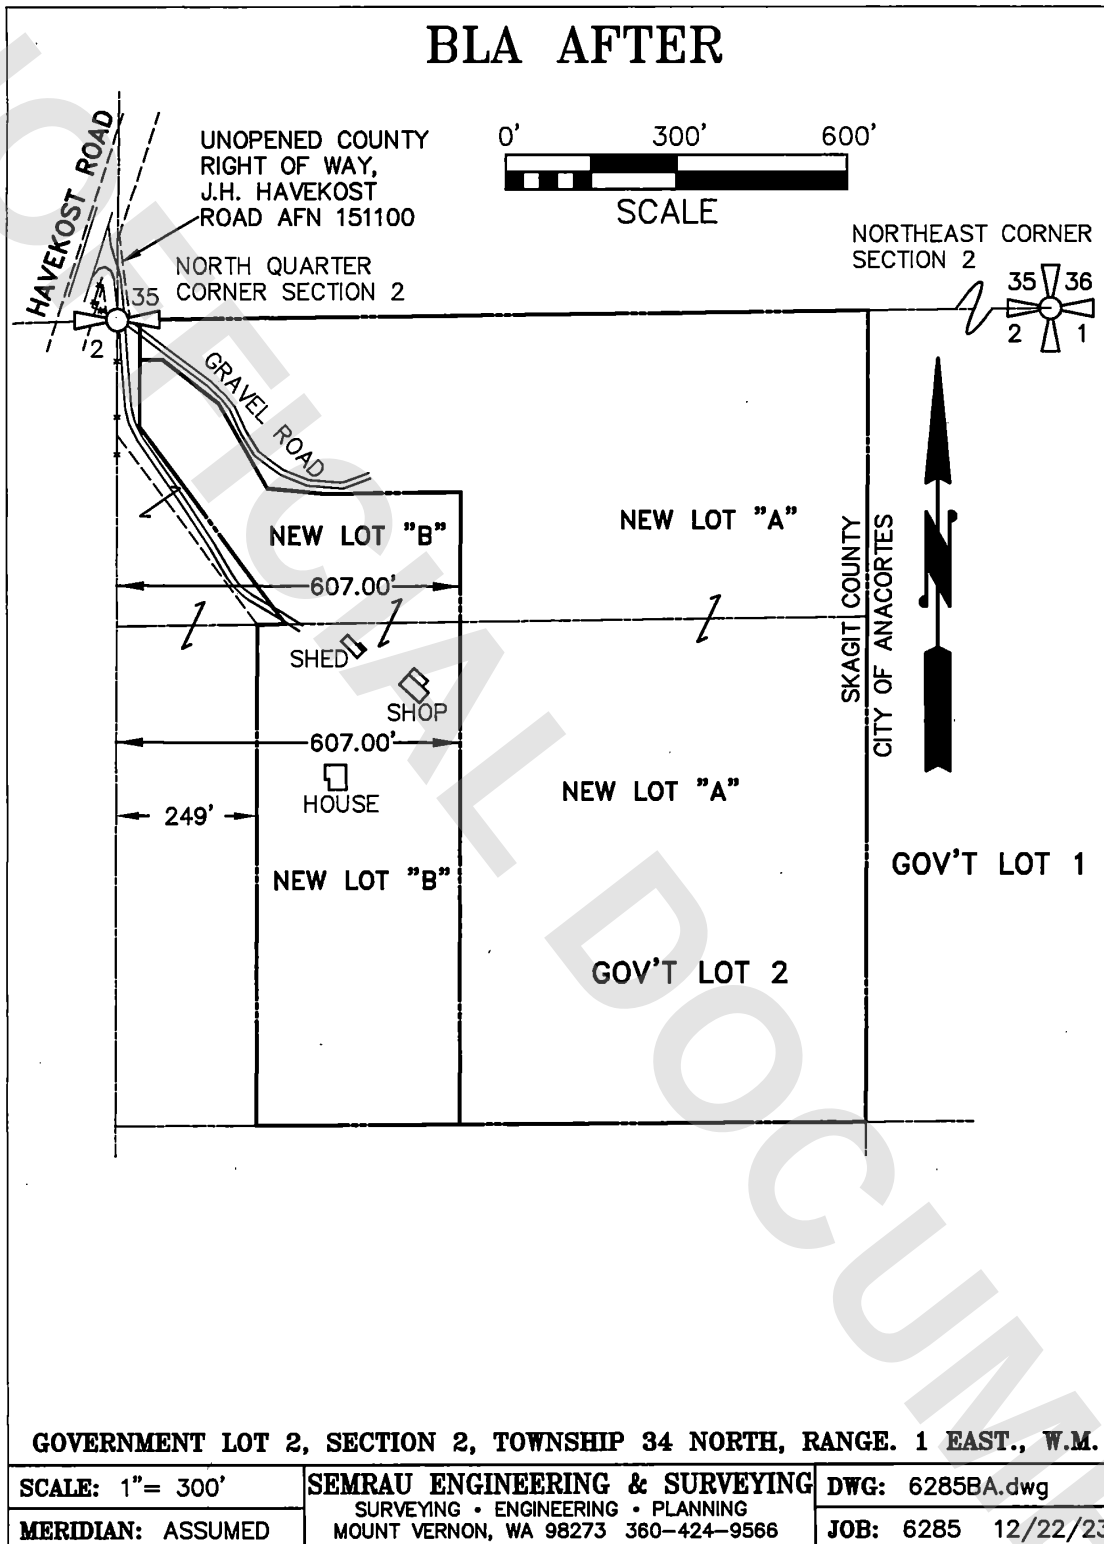 BLA AFTER
UNOPENED COUNTY
RIGHT OF WAY,
J.H. HAVEKOST
ROAD AFN 151100
HAVEKOST ROAD
0' 300' 600'
SCALE
NORTH QUARTER
CORNER SECTION 2
NORTHEAST CORNER
SECTION 2
35
2
35 36
2 1
GRAVEL ROAD
NEW LOT "B"
NEW LOT "A"
607.00'
SKAGIT COUNTY
CITY OF ANACORTES
N
SHED
SHOP
607.00'
HOUSE
249'
NEW LOT "A"
NEW LOT "B"
GOV'T LOT 1
GOV'T LOT 2
GOVERNMENT LOT 2, SECTION 2, TOWNSHIP 34 NORTH, RANGE. 1 EAST., W.M.
SCALE: 1"= 300'
MERIDIAN: ASSUMED
SEMRAU ENGINEERING & SURVEYING
SURVEYING • ENGINEERING • PLANNING
MOUNT VERNON, WA 98273 360-424-9566
DWG: 6285BA.dwg
JOB: 6285 12/22/23
OFFICIAL DOCUM